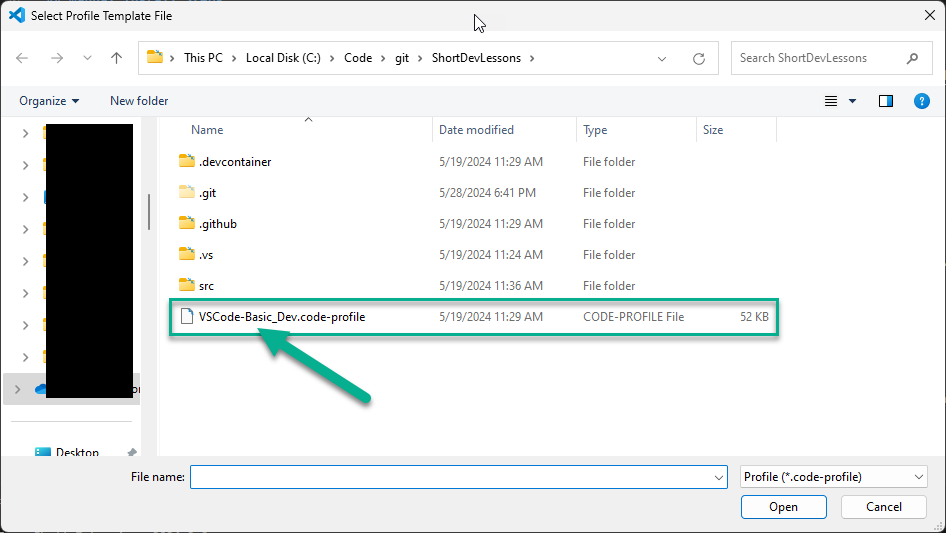 Select Profile Template File
This PC > Local Disk (C:) > Code > git > ShortDevLessons >
Search ShortDevLessons
Organize
New folder
Name Date modified Type Size
.devcontainer 5/19/2024 11:29 AM File folder
.git 5/28/2024 6:41 PM File folder
.github 5/19/2024 11:29 AM File folder
.vs 5/19/2024 11:24 AM File folder
src 5/19/2024 11:36 AM File folder
VSCode-Basic_Dev.code-profile 5/19/2024 11:29 AM CODE-PROFILE File 52 KB
Desktop
File name:
Profile (*.code-profile)
Open
Cancel